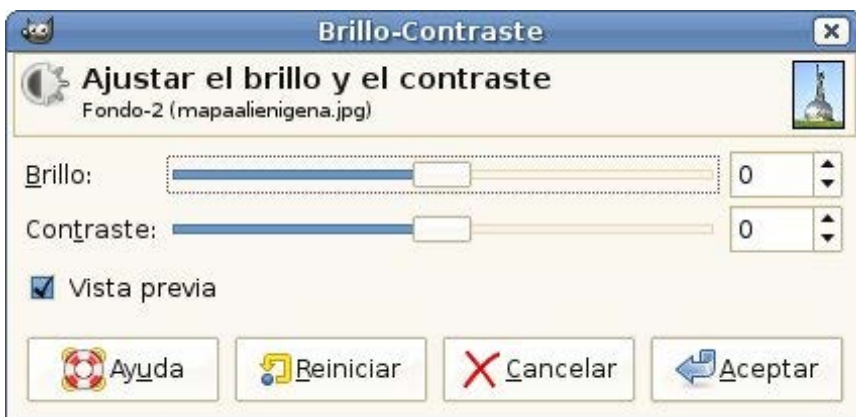 Brillo-Contraste
Ajustar el brillo y el contraste
Fondo-2 (mapaalienigena.jpg)
Brillo: 0
Contraste: 0
Vista previa
Ayuda Reiniciar Cancelar Aceptar